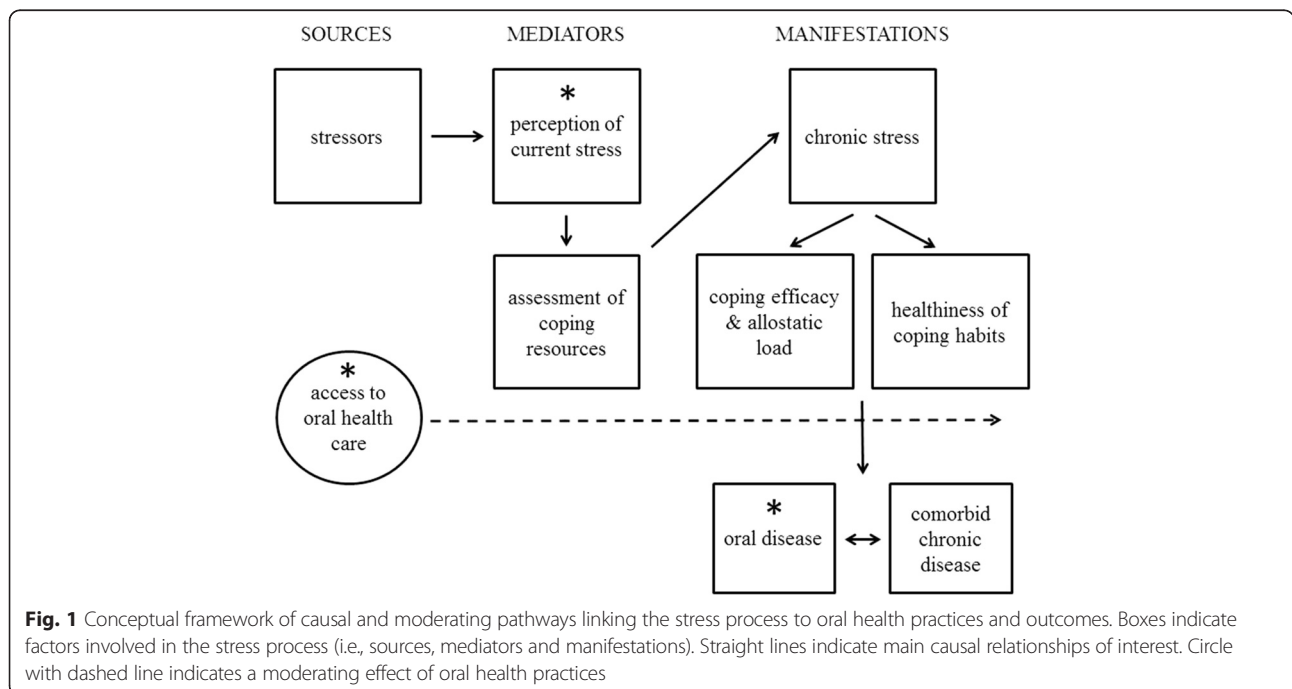 SOURCES MEDIATORS MANIFESTATIONS
stressors
*
perception of
current stress
chronic stress
assessment of
coping
resources
coping efficacy
& allostatic
load
healthiness of
coping habits
*
access to
oral health
care
*
oral disease
comorbid
chronic
disease
Fig. 1 Conceptual framework of causal and moderating pathways linking the stress process to oral health practices and outcomes. Boxes indicate
factors involved in the stress process (i.e., sources, mediators and manifestations). Straight lines indicate main causal relationships of interest. Circle
with dashed line indicates a moderating effect of oral health practices